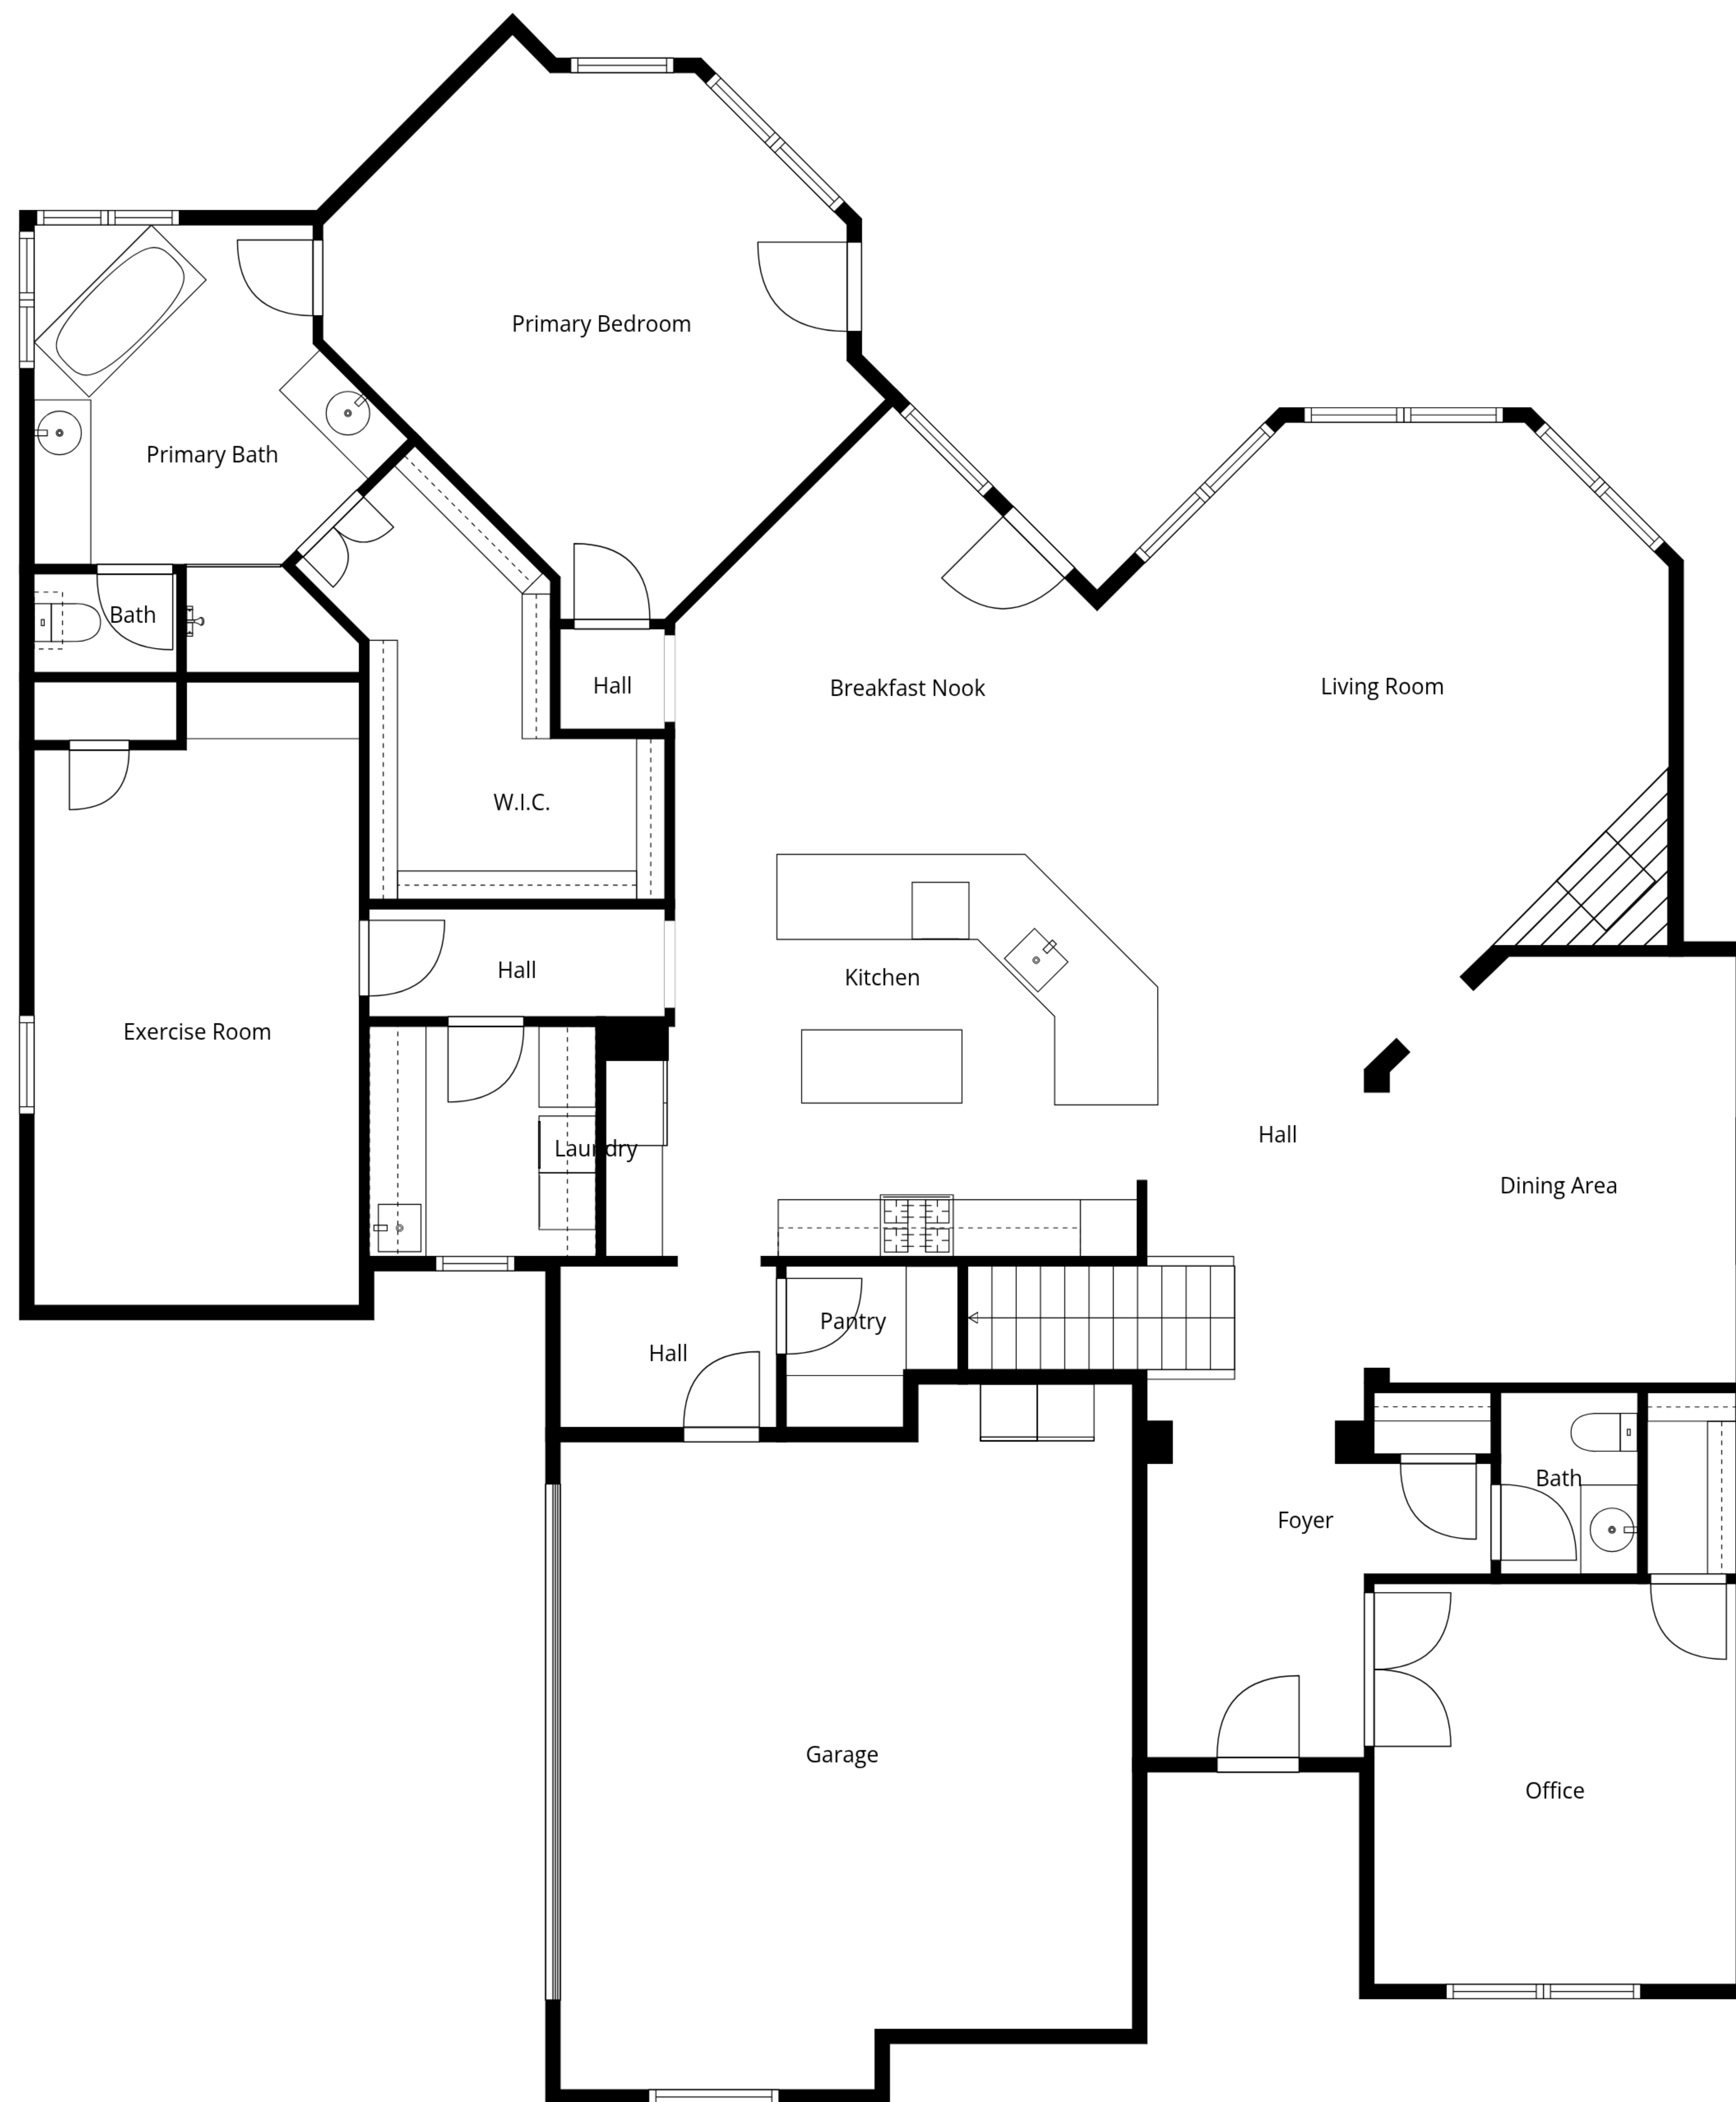 Primary Bedroom
Primary Bath
Bath
Hall
Breakfast Nook
Living Room
W.I.C.
Hall
Kitchen
Exercise Room
Hall
Laundry
Dining Area
Pantry
Hall
Bath
Foyer
Garage
Office